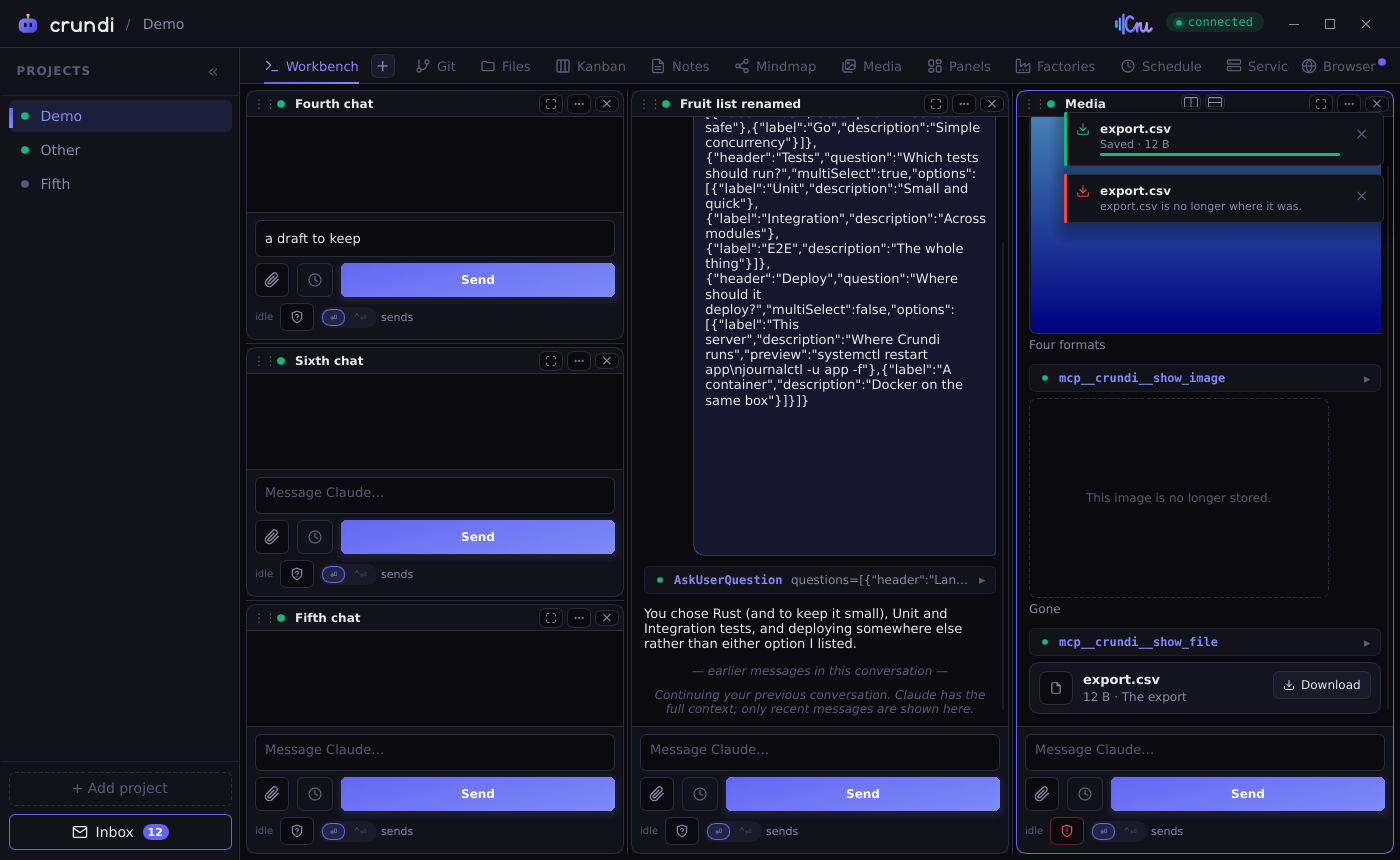 crundi / Demo
Cru
connected
PROJECTS
«
Demo
Other
Fifth
+ Add project
Inbox 12
Workbench
+
Git
Files
Kanban
Notes
Mindmap
Media
Panels
Factories
Schedule
Servic
Browser
Fourth chat
a draft to keep
Send
idle
sends
Sixth chat
Message Claude...
Send
idle
sends
Fifth chat
Message Claude...
Send
idle
sends
Fruit list renamed
safe"},{"label":"Go","description":"Simple
concurrency"}]},
{"header":"Tests","question":"Which tests
should run?","multiSelect":true,"options":
[{"label":"Unit","description":"Small and
quick"},
{"label":"Integration","description":"Across
modules"},
{"label":"E2E","description":"The whole
thing"}]},
{"header":"Deploy","question":"Where
should it
deploy?","multiSelect":false,"options":
[{"label":"This
server","description":"Where Crundi
runs","preview":"systemctl restart
app\njournalctl -u app -f"},{"label":"A
container","description":"Docker on the
same box"}]}]}
AskUserQuestion questions=[{"header":"Lan...
You chose Rust (and to keep it small), Unit and
Integration tests, and deploying somewhere else
rather than either option I listed.
— earlier messages in this conversation —
Continuing your previous conversation. Claude has the
full context; only recent messages are shown here.
Message Claude...
Send
idle
sends
Media
export.csv
Saved · 12 B
export.csv
export.csv is no longer where it was.
Four formats
mcp__crundi__show_image
This image is no longer stored.
Gone
mcp__crundi__show_file
export.csv
12 B · The export
Download
Message Claude...
Send
idle
sends